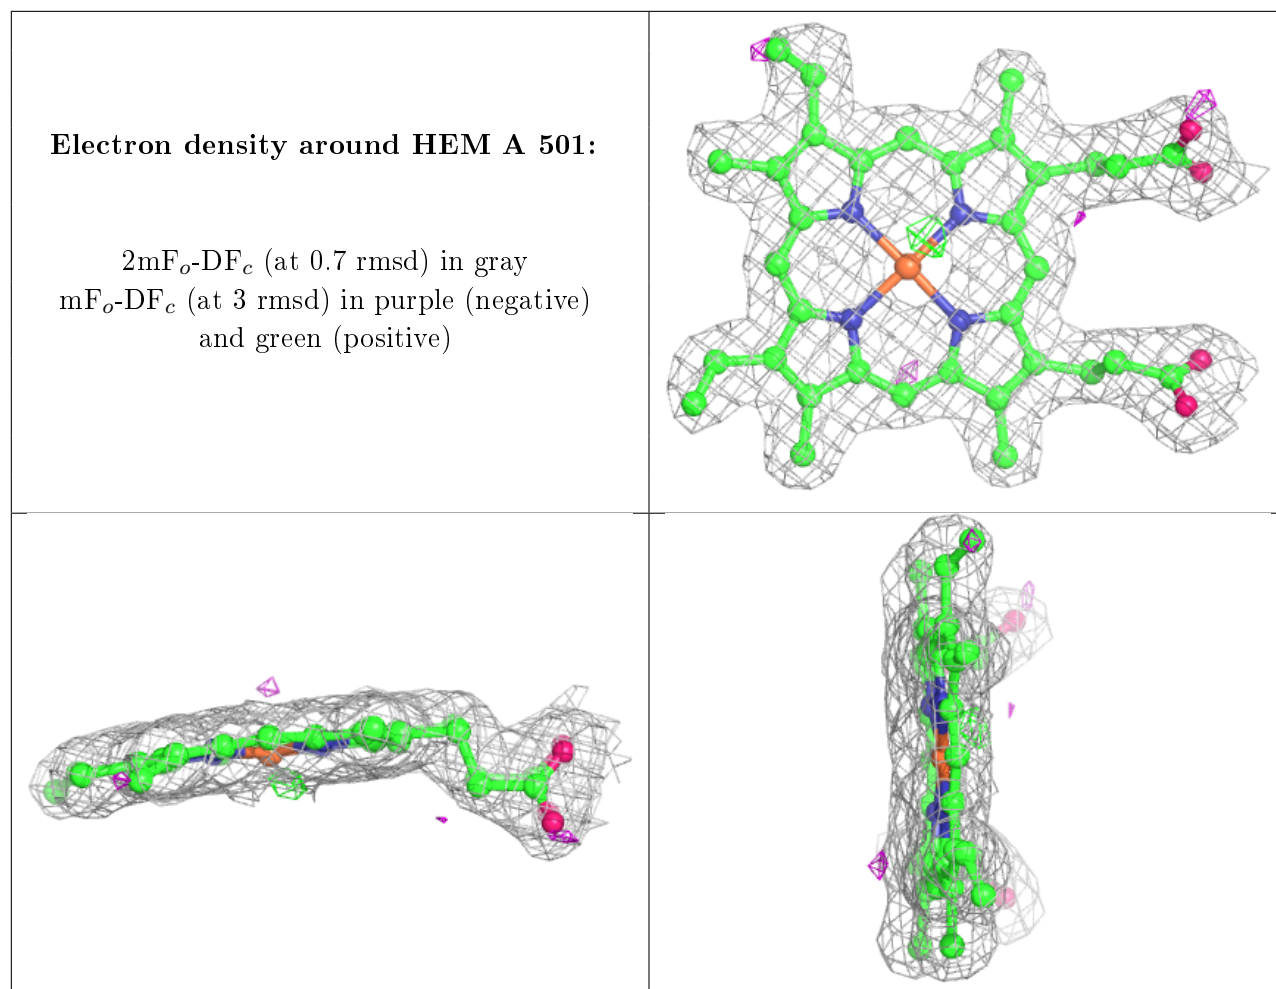 Electron density around HEM A 501:
2mFₒ-DF𝒸 (at 0.7 rmsd) in gray
mFₒ-DF𝒸 (at 3 rmsd) in purple (negative)
and green (positive)